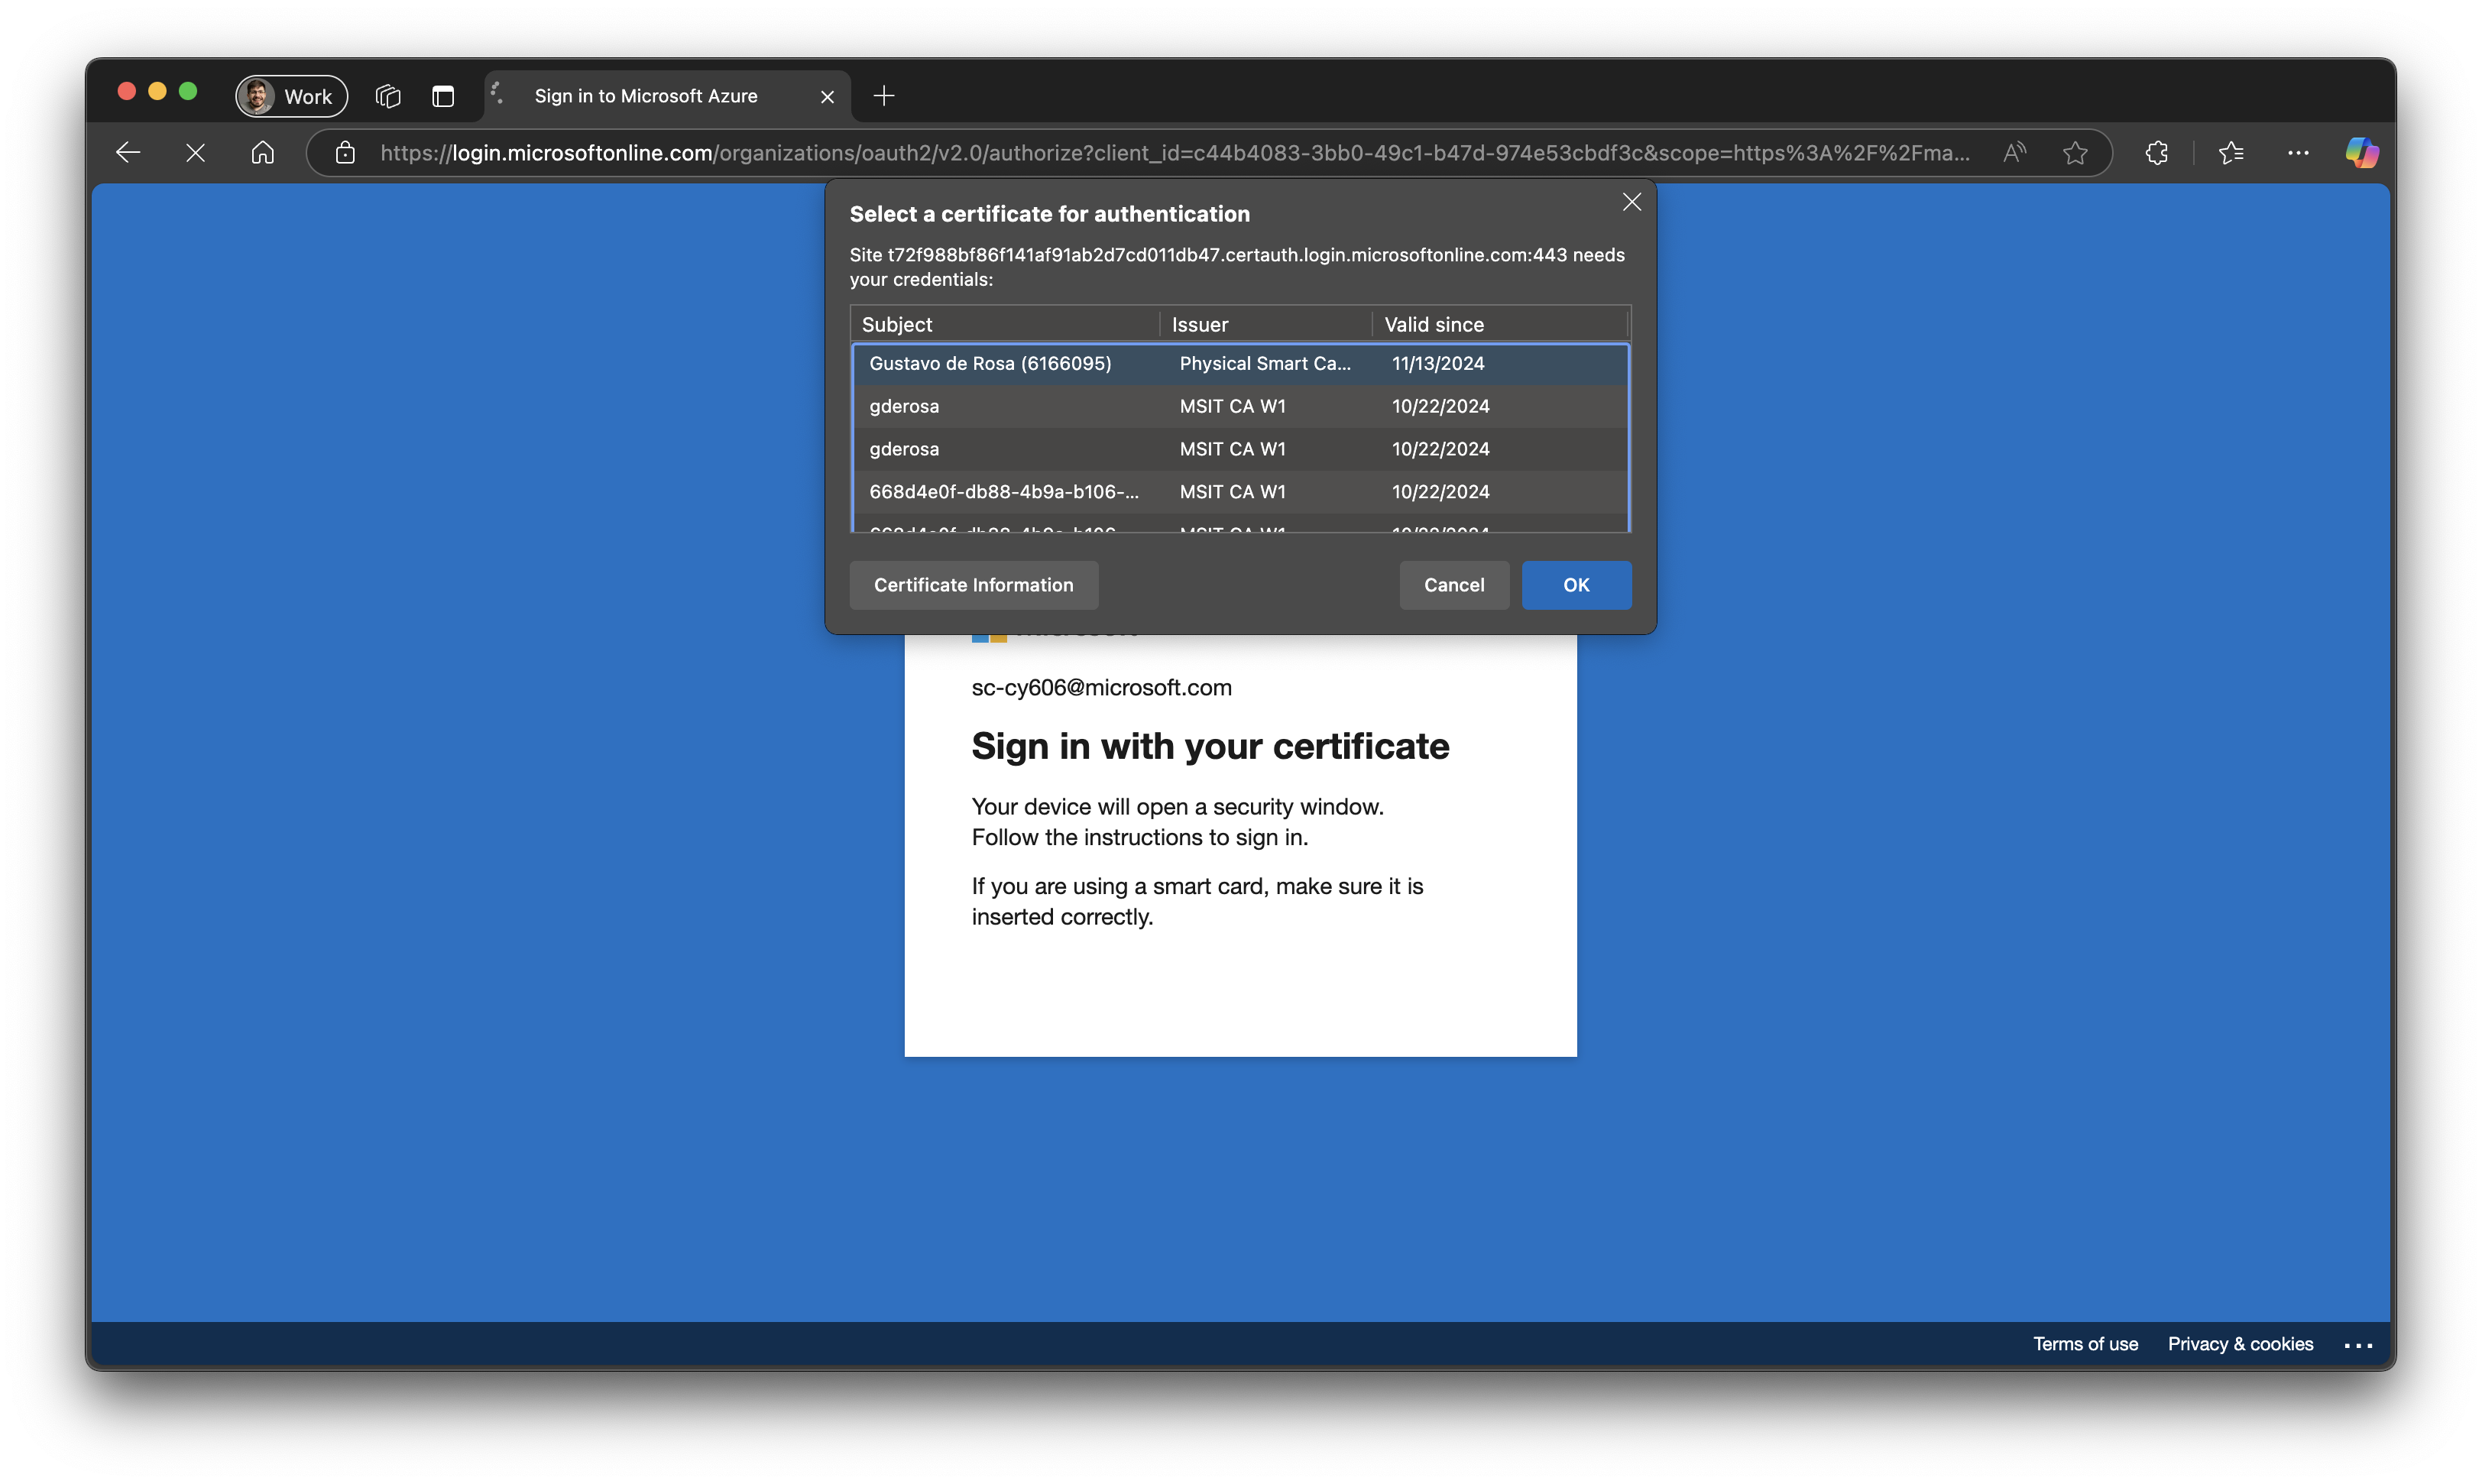 Work
Sign in to Microsoft Azure
https://login.microsoftonline.com/organizations/oauth2/v2.0/authorize?client_id=c44b4083-3bb0-49c1-b47d-974e53cbdf3c&scope=https%3A%2F%2Fma...
Select a certificate for authentication
Site t72f988bf86f141af91ab2d7cd011db47.certauth.login.microsoftonline.com:443 needs
your credentials:
Subject Issuer Valid since
Gustavo de Rosa (6166095) Physical Smart Ca... 11/13/2024
gderosa MSIT CA W1 10/22/2024
gderosa MSIT CA W1 10/22/2024
668d4e0f-db88-4b9a-b106-... MSIT CA W1 10/22/2024
Certificate Information Cancel OK
sc-cy606@microsoft.com
Sign in with your certificate
Your device will open a security window.
Follow the instructions to sign in.
If you are using a smart card, make sure it is
inserted correctly.
Terms of use Privacy & cookies ...